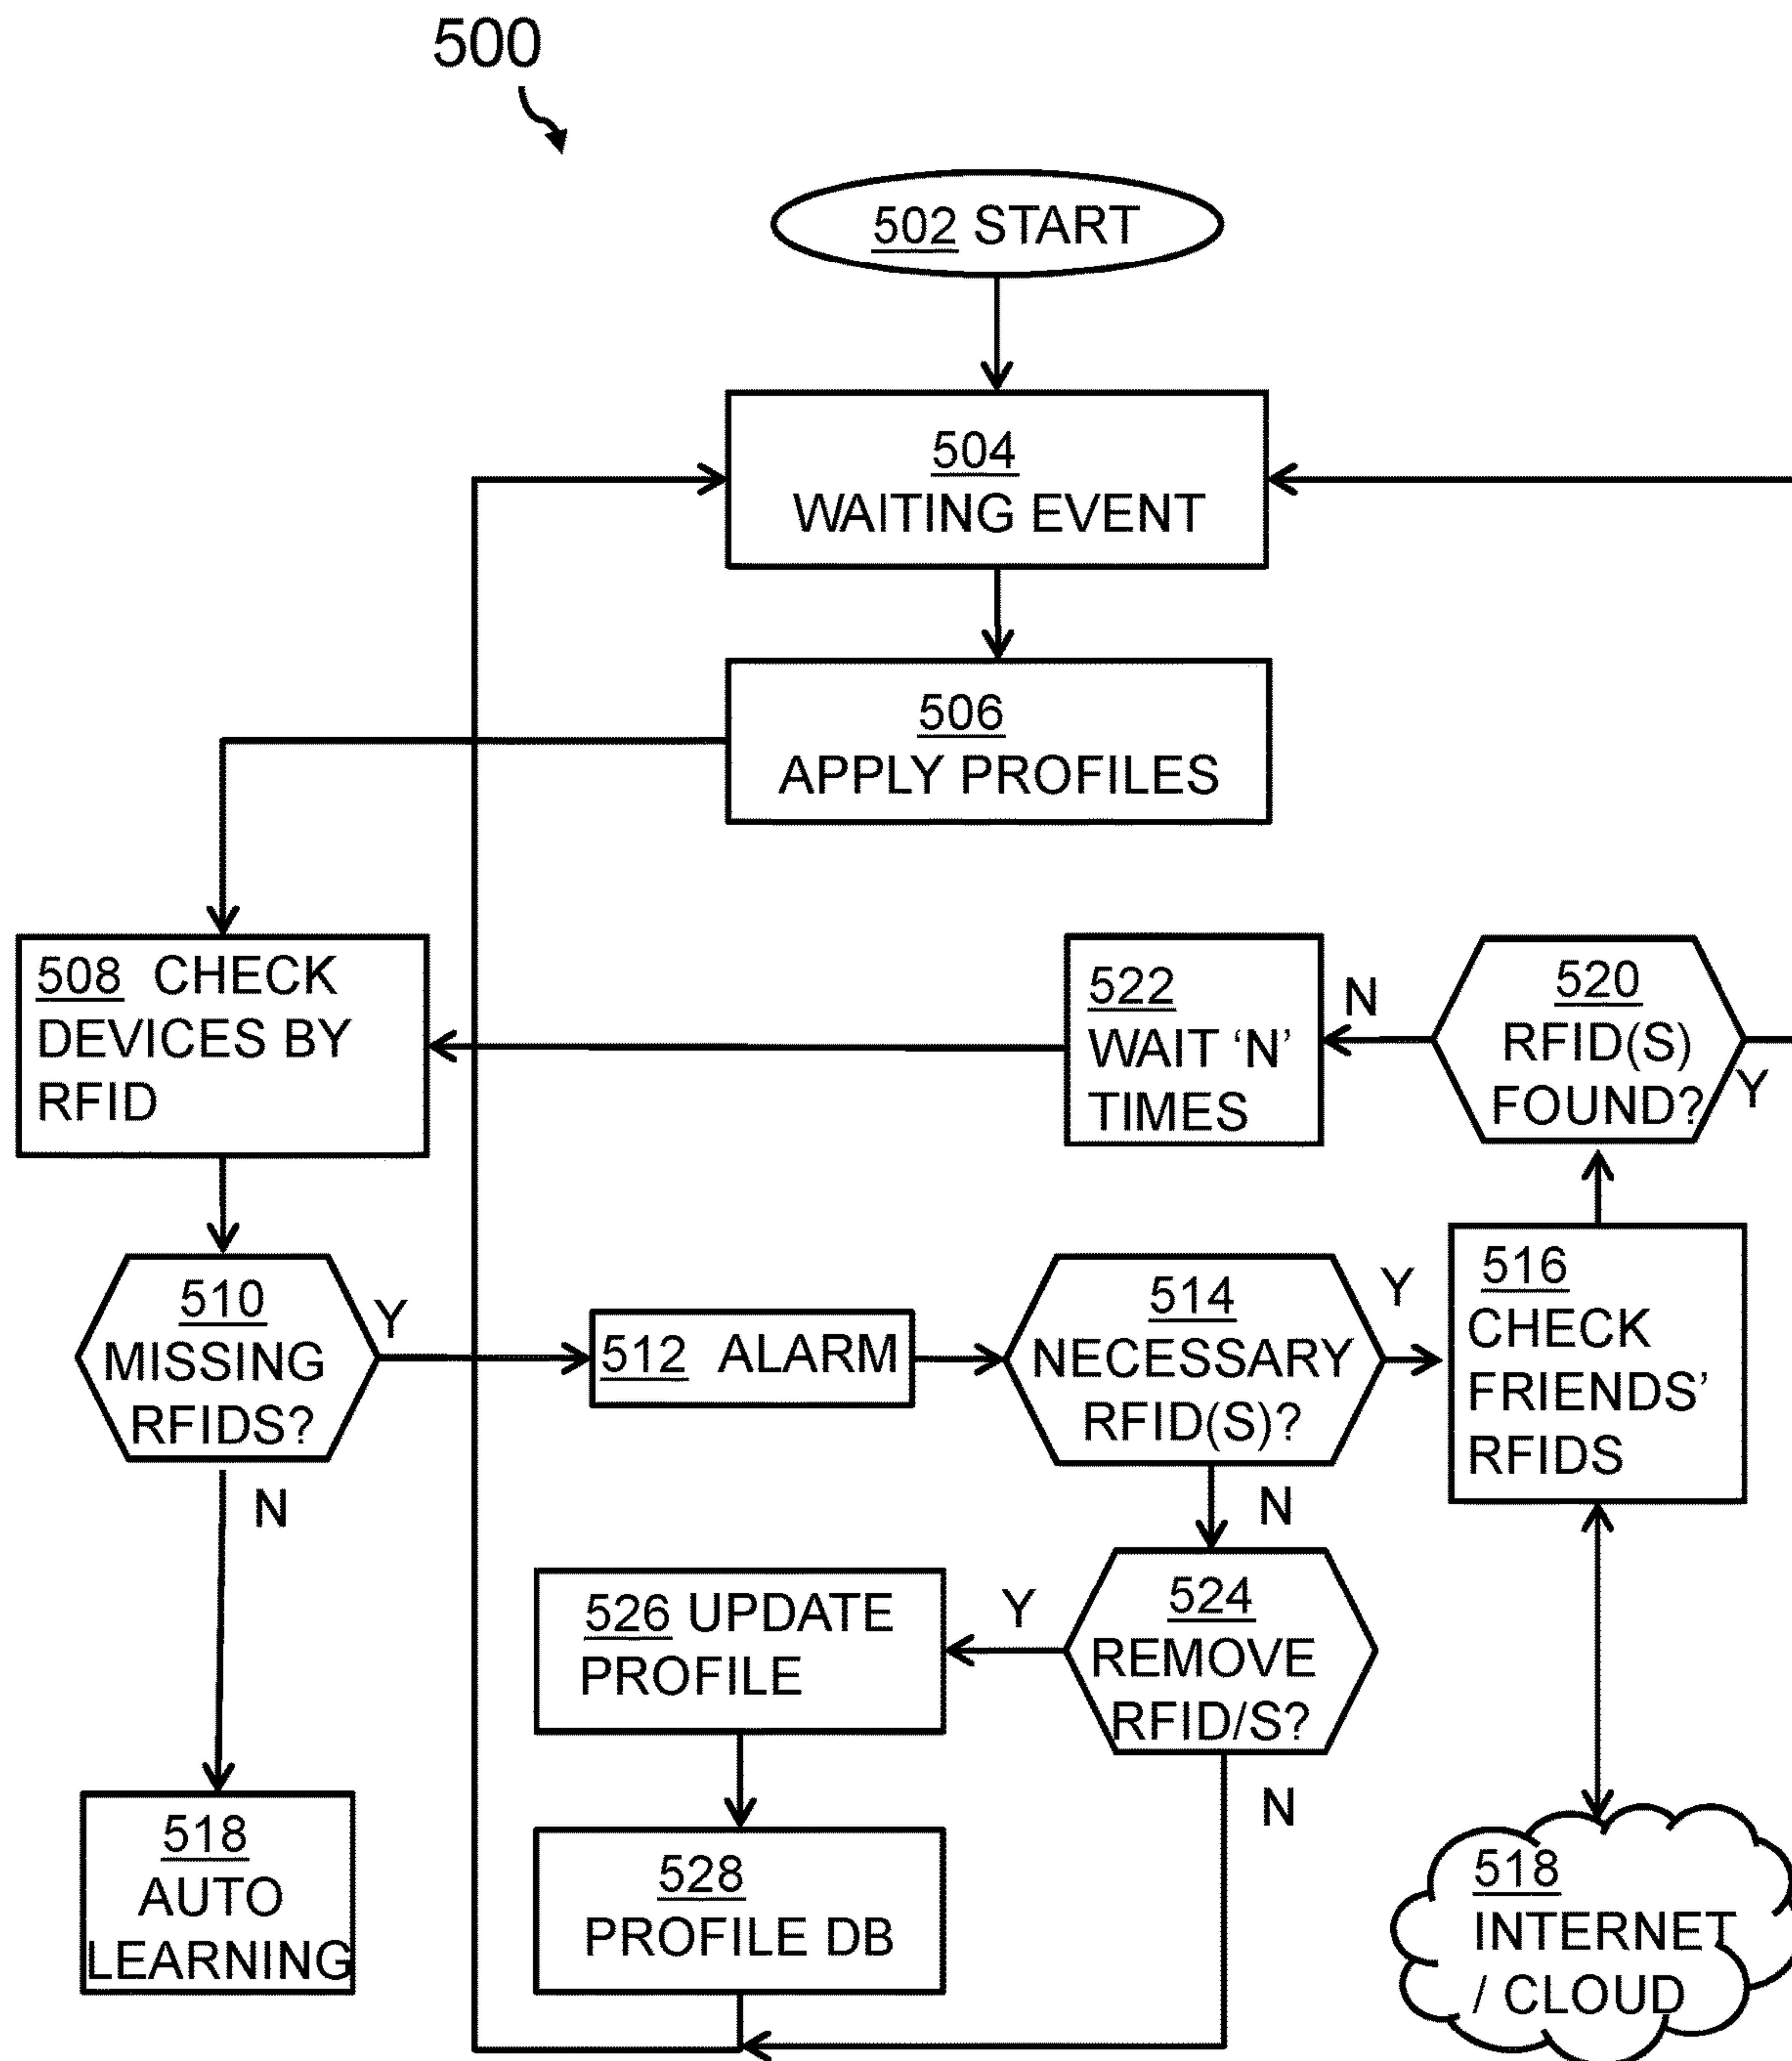 500
502 START
504
WAITING EVENT
506
APPLY PROFILES
508 CHECK
DEVICES BY
RFID
522
WAIT ‘N’
TIMES
N
520
RFID(S)
FOUND?
Y
510
MISSING
RFIDS?
Y
N
512 ALARM
514
NECESSARY
RFID(S)?
Y
N
516
CHECK
FRIENDS’
RFIDS
526 UPDATE
PROFILE
Y
524
REMOVE
RFID/S?
N
518
AUTO
LEARNING
528
PROFILE DB
518
INTERNET
/ CLOUD